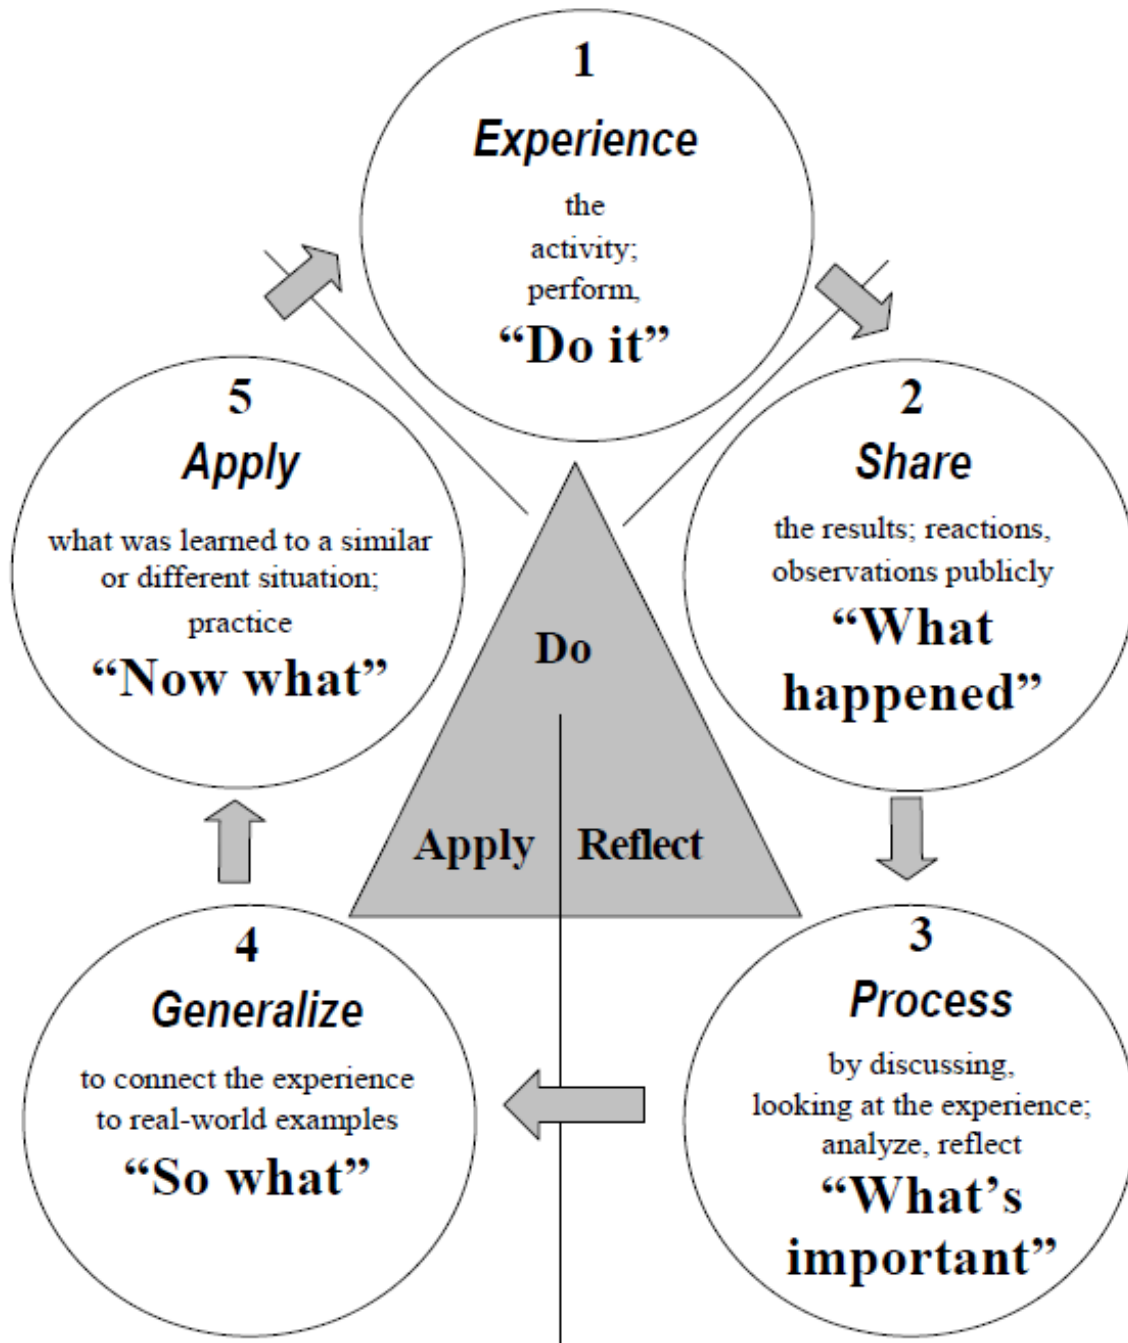 1
Experience
the
activity;
perform,
“Do it”
2
Share
the results; reactions,
observations publicly
“What
happened”
3
Process
by discussing,
looking at the experience;
analyze, reflect
“What’s
important”
4
Generalize
to connect the experience
to real-world examples
“So what”
5
Apply
what was learned to a similar
or different situation;
practice
“Now what”
Do
Apply
Reflect